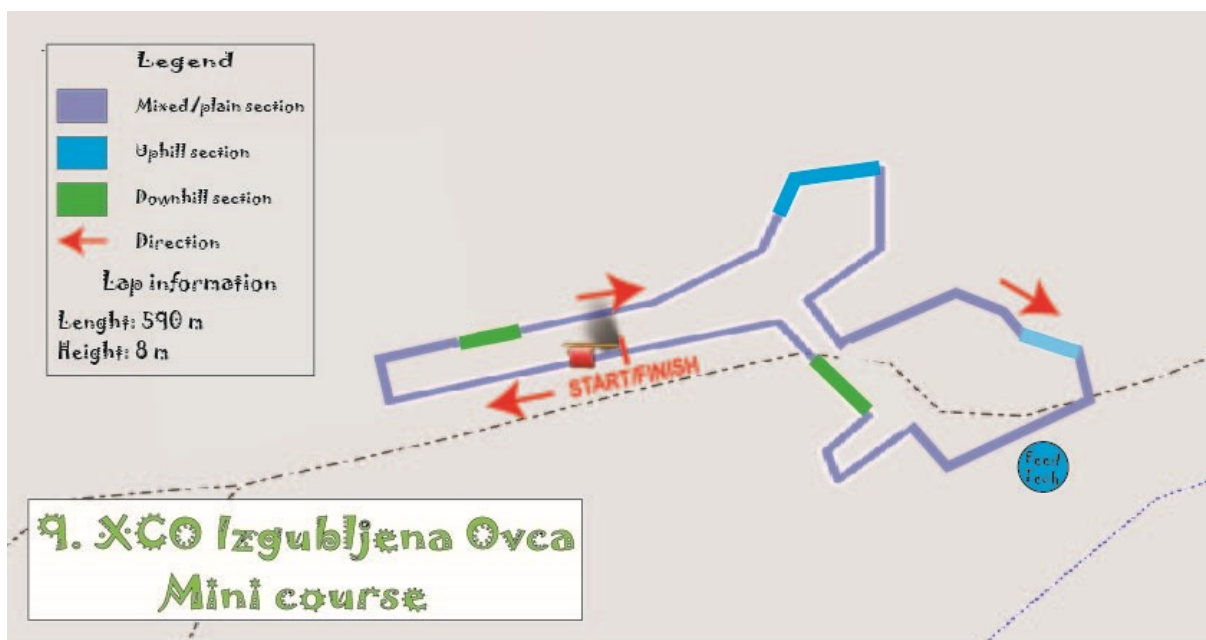 Legend
Mixed/plain section
Uphill section
Downhill section
Direction
Lap information
Lenght: 590 m
Height: 8 m
START/FINISH
Feed
Tech
9. XCO Izgubljena Ovca
Mini course